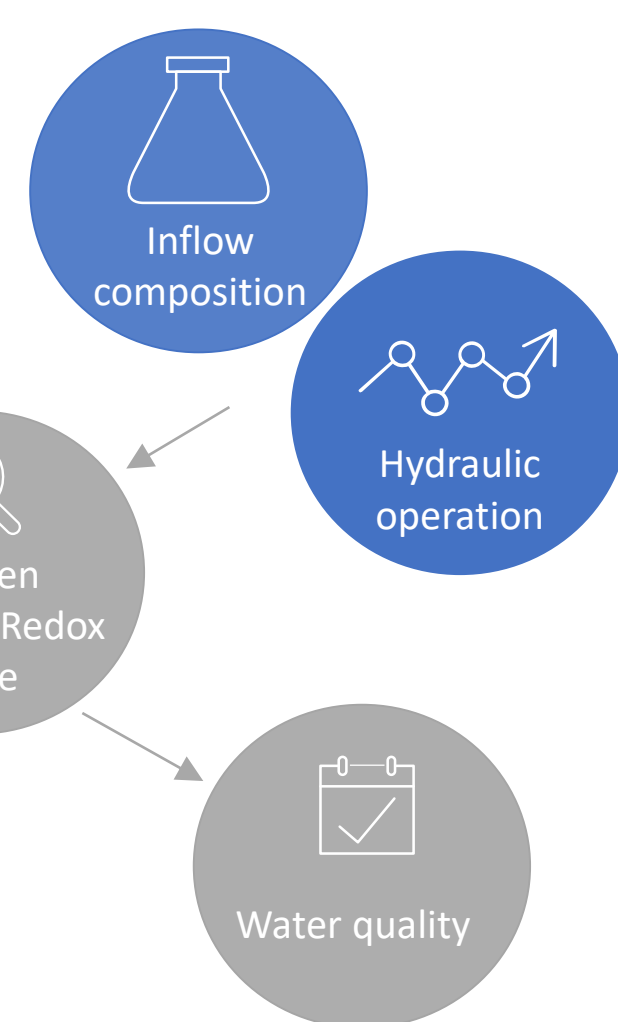 Inflow
composition
Hydraulic
operation
en
Redox
e
Water quality